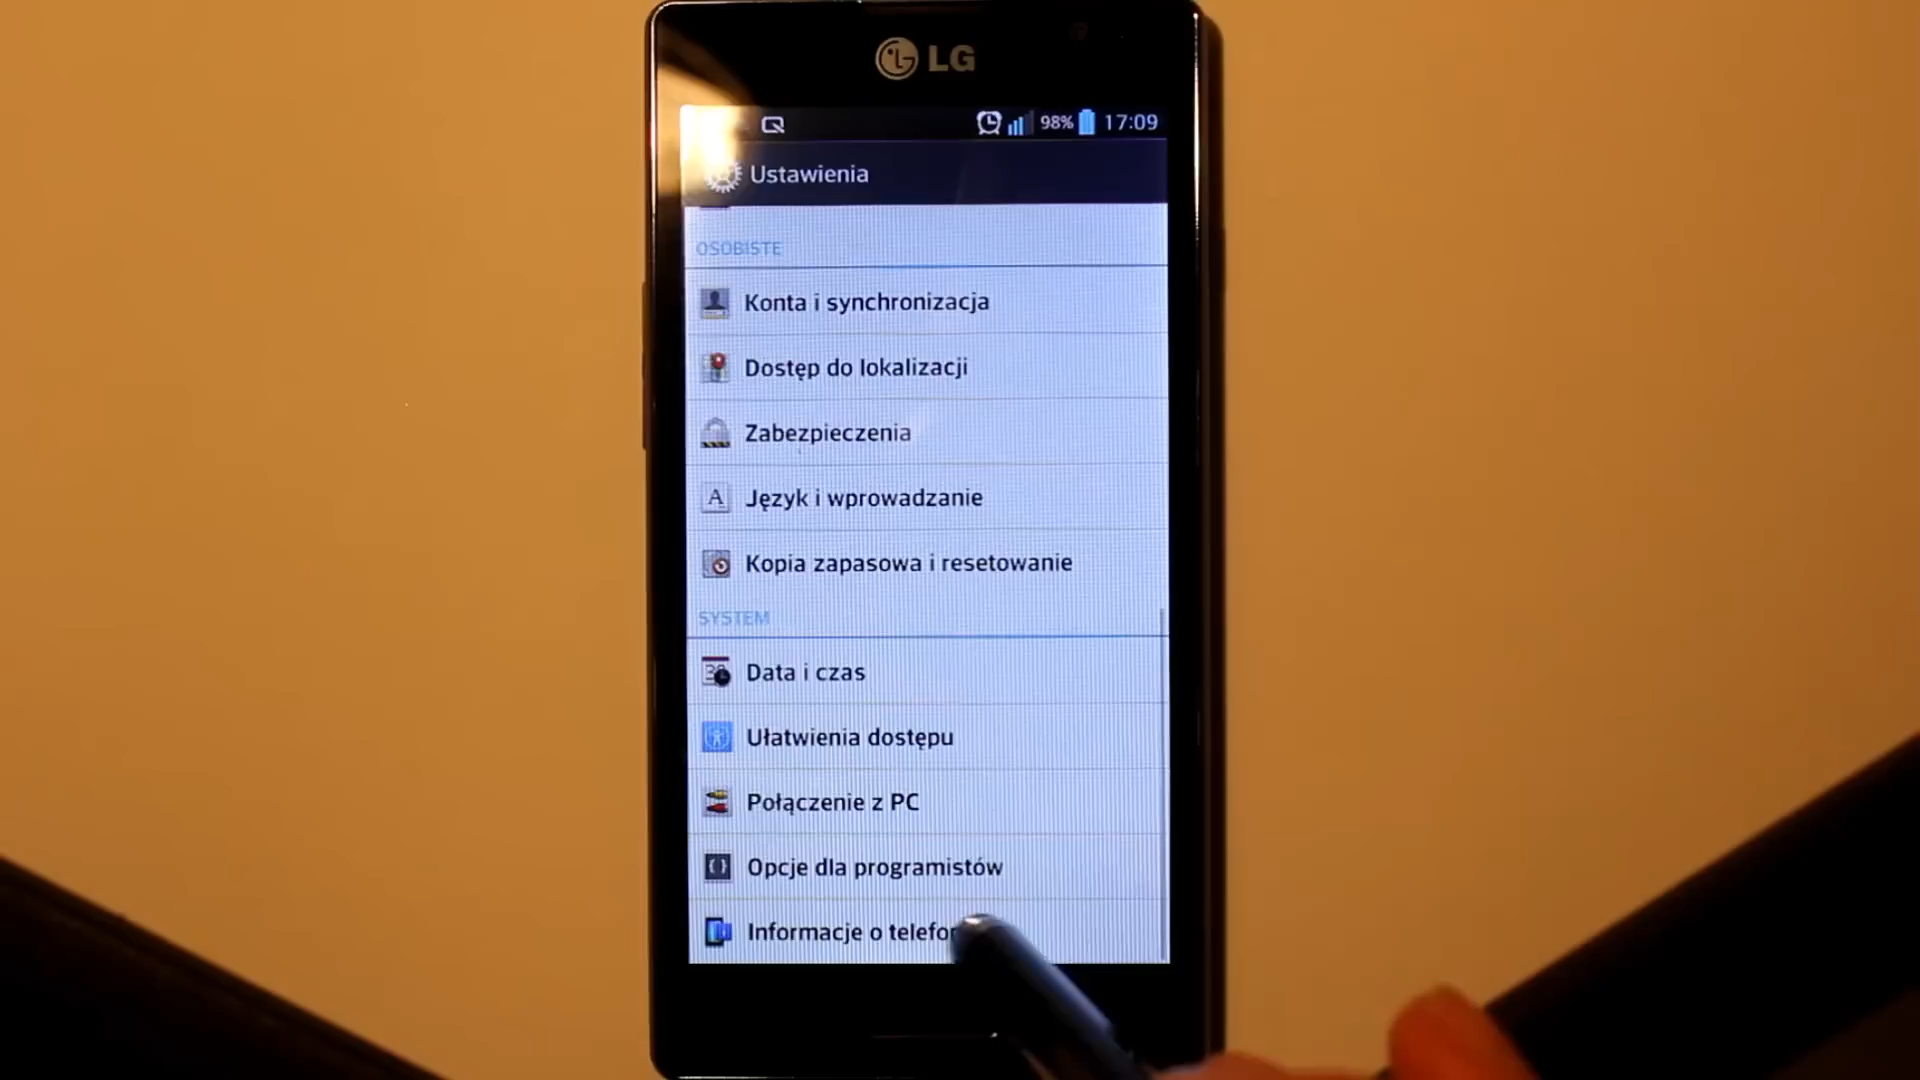 LG
98% 17:09
Ustawienia
OSOBISTE
Konta i synchronizacja
Dostęp do lokalizacji
Zabezpieczenia
Język i wprowadzanie
Kopia zapasowa i resetowanie
SYSTEM
Data i czas
Ułatwienia dostępu
Połączenie z PC
Opcje dla programistów
Informacje o